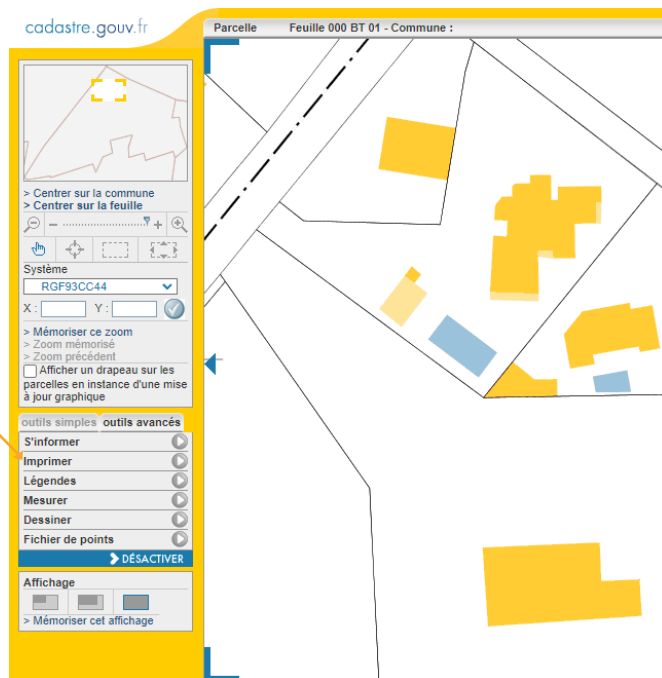 cadastre.gouv.fr
Parcelle Feuille 000 BT 01 - Commune :
> Centrer sur la commune
> Centrer sur la feuille
Système
RGF93CC44
X : Y :
> Mémoriser ce zoom
> Zoom mémorisé
> Zoom précédent
Afficher un drapeau sur les
parcelles en instance d'une mise
à jour graphique
outils simples outils avancés
S'informer
Imprimer
Légendes
Mesurer
Dessiner
Fichier de points
DÉSACTIVER
Affichage
> Mémoriser cet affichage